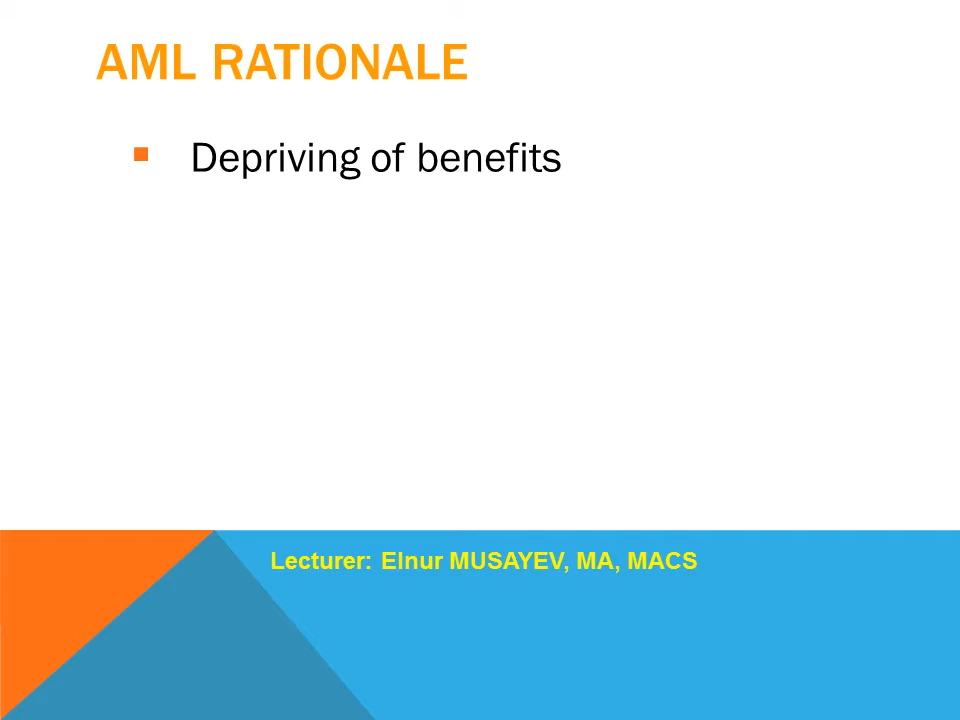 AML RATIONALE
Depriving of benefits
Lecturer: Elnur MUSAYEV, MA, MACS